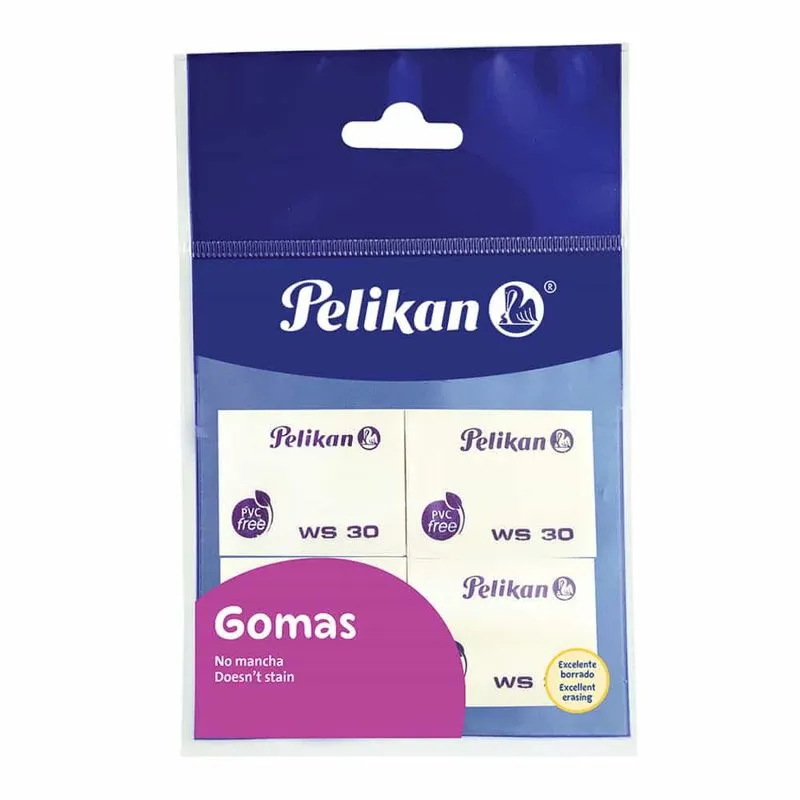 Pelikan ®
Pelikan
PVC
free
WS 30
Pelikan
PVC
free
WS 30
Pelikan
WS
Gomas
No mancha
Doesn't stain
Excelente
borrado
Excellent
erasing